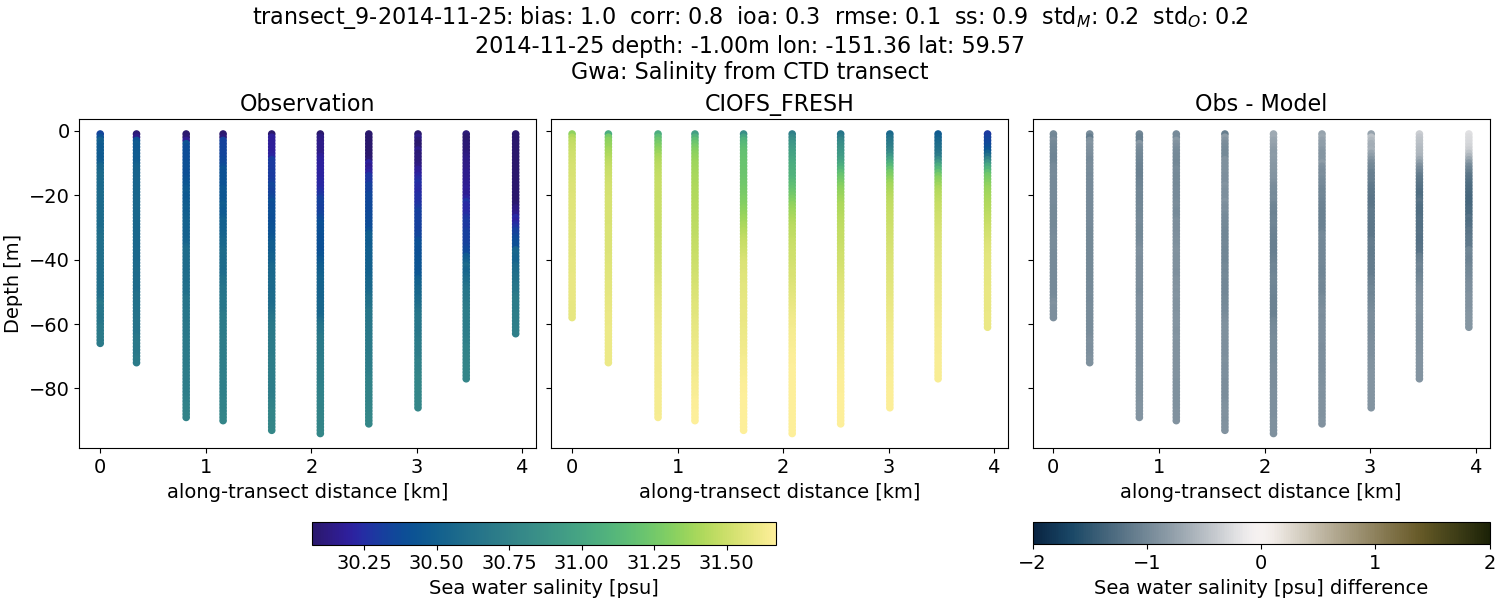 transect_9-2014-11-25: bias: 1.0 corr: 0.8 ioa: 0.3 rmse: 0.1 ss: 0.9 std_M: 0.2 std_O: 0.2
2014-11-25 depth: -1.00m lon: -151.36 lat: 59.57
Gwa: Salinity from CTD transect
Observation
CIOFS_FRESH
Obs - Model
Depth [m]
0
−20
−40
−60
−80
0 1 2 3 4
0 1 2 3 4
0 1 2 3 4
along-transect distance [km]
along-transect distance [km]
along-transect distance [km]
30.25 30.50 30.75 31.00 31.25 31.50
Sea water salinity [psu]
−2 −1 0 1 2
Sea water salinity [psu] difference